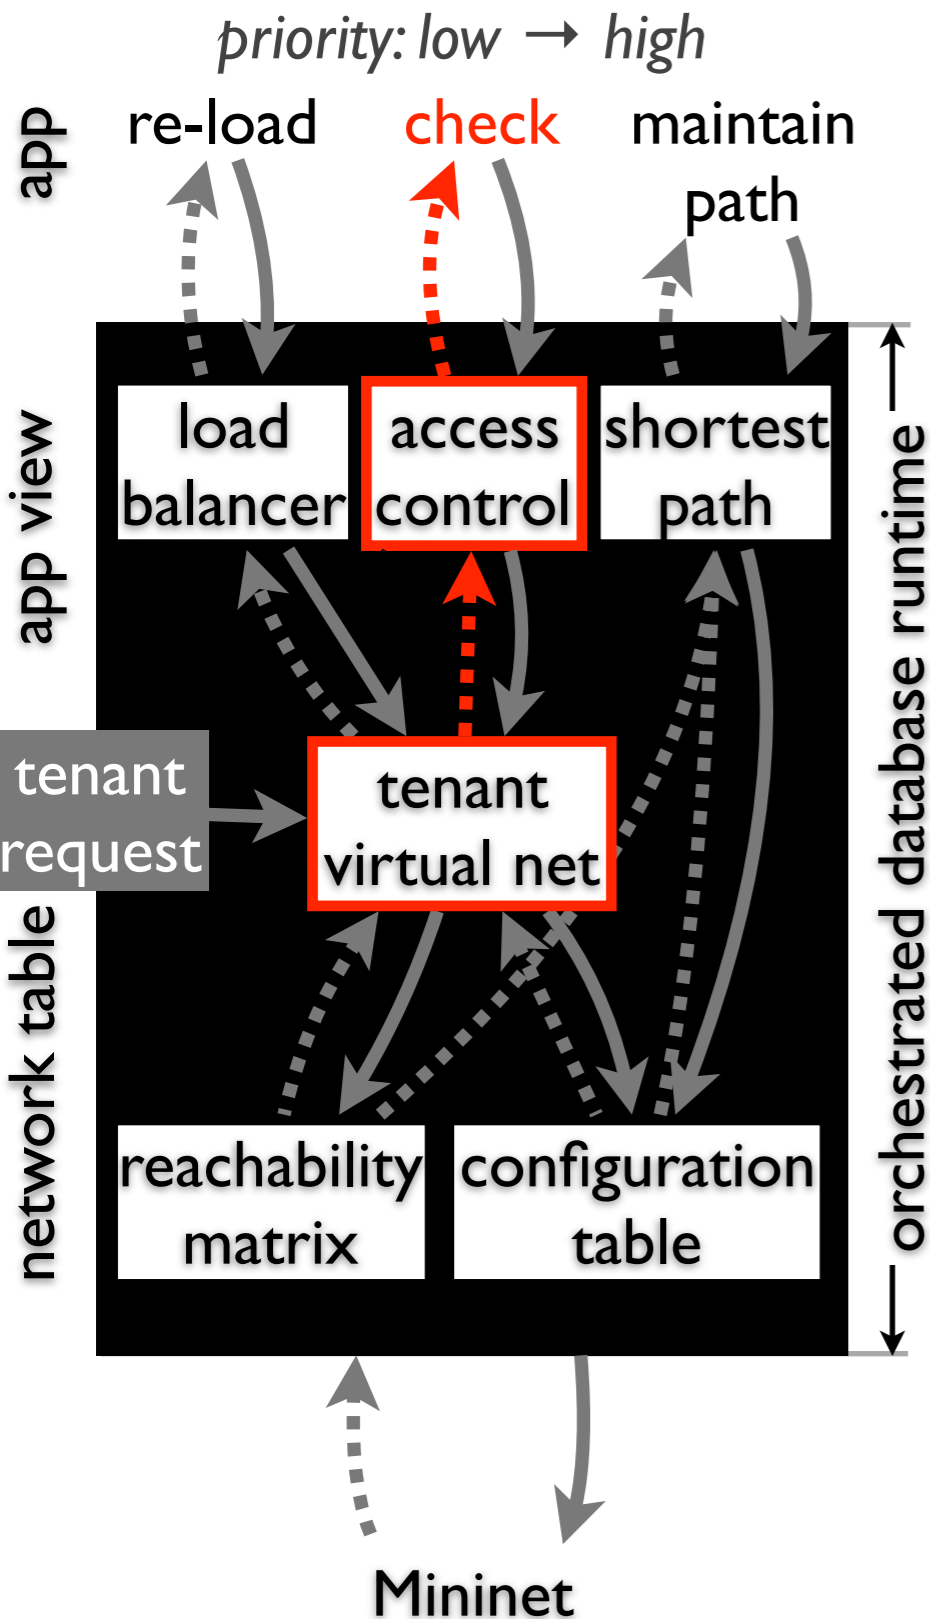 priority: low → high
app
re-load
check
maintain
path
app view
load
balancer
access
control
shortest
path
tenant
request
tenant
virtual net
network table
reachability
matrix
configuration
table
orchestrated database runtime
Mininet